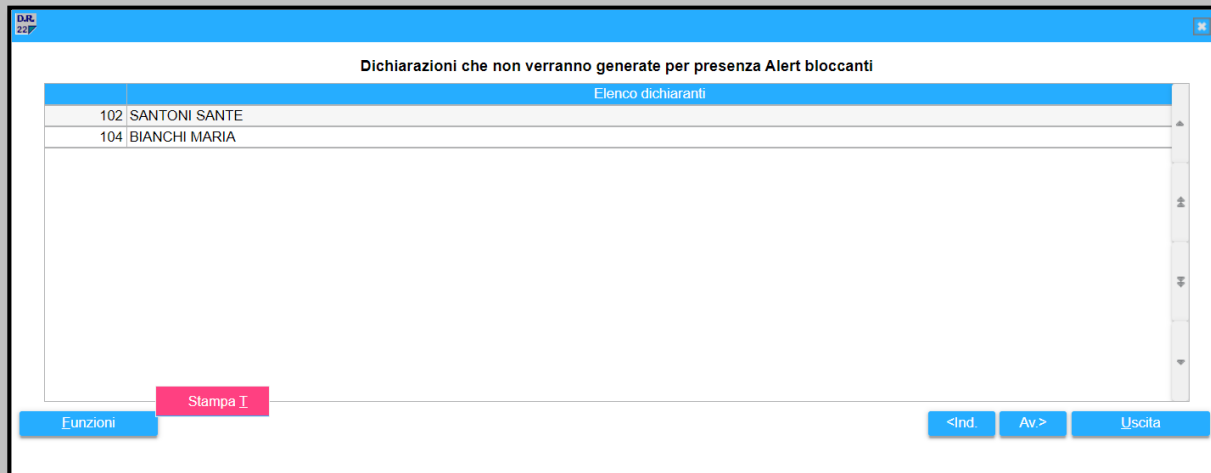 D.R.
22
Dichiarazioni che non verranno generate per presenza Alert bloccanti
Elenco dichiaranti
102 SANTONI SANTE
104 BIANCHI MARIA
Stampa T
Funzioni
<Ind.
Av.>
Uscita